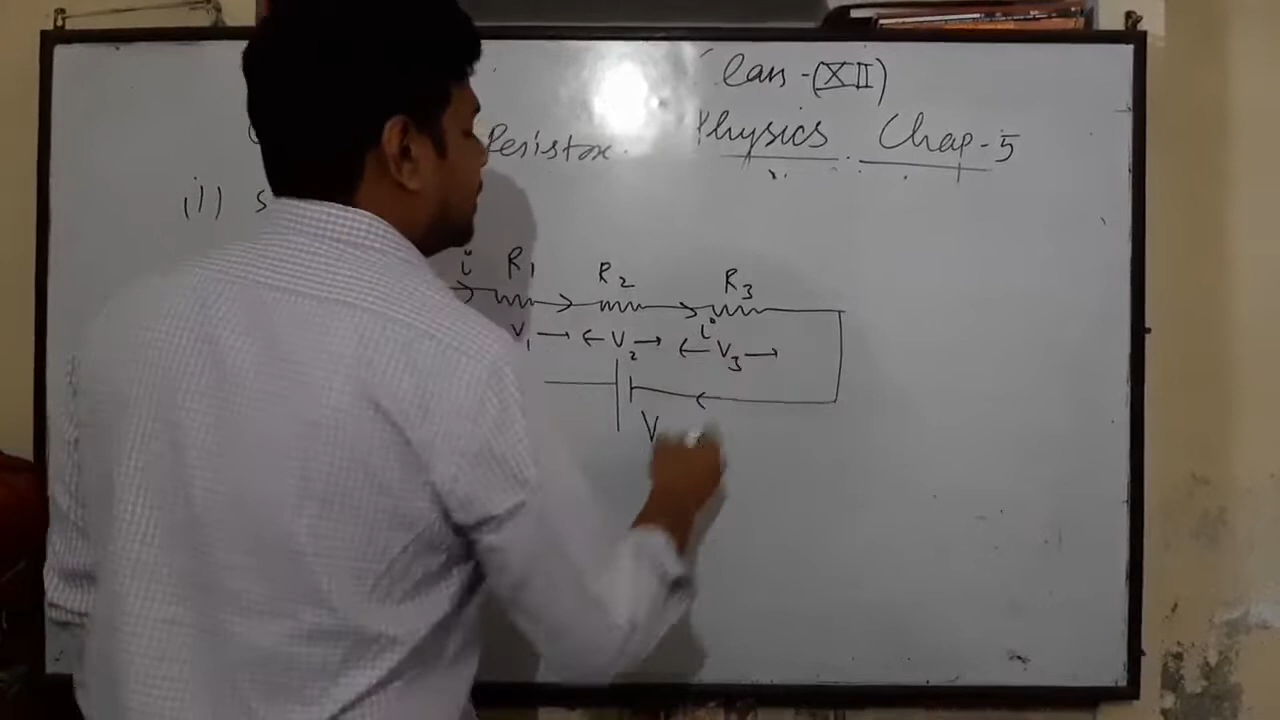 Class -(XII)
Resistor. Physics Chap-5
(i) S
i R1 R2 R3
V1 → ← V2 → ← V3 →
i
V